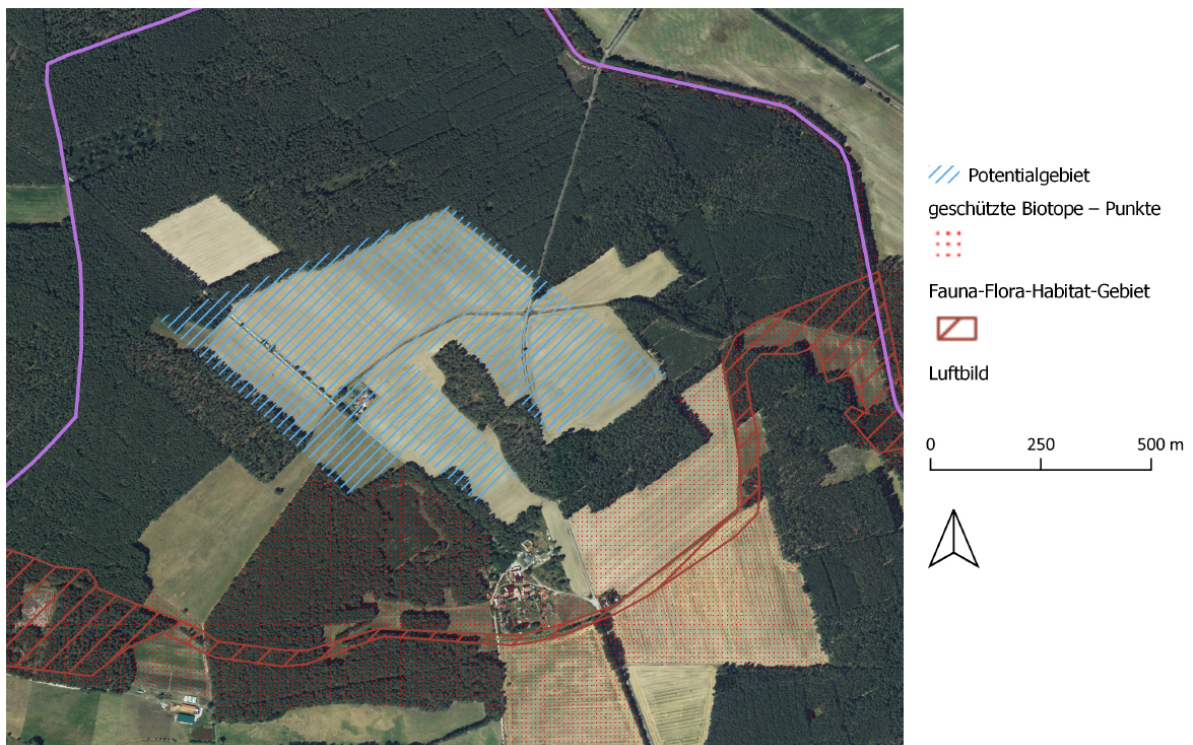 Potentialgebiet
geschützte Biotope – Punkte
Fauna-Flora-Habitat-Gebiet
Luftbild
0 250 500 m